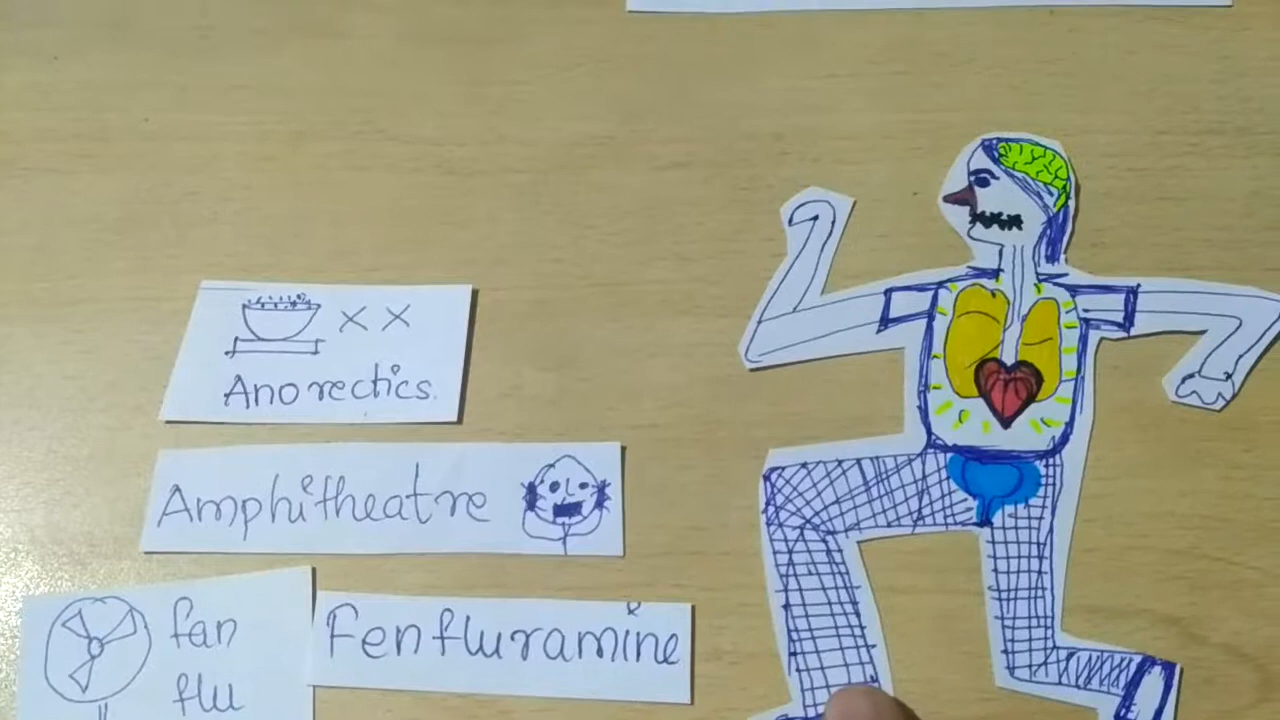 x x
Anorectics.
Amphitheatre
fan
flu
Fenfluramine